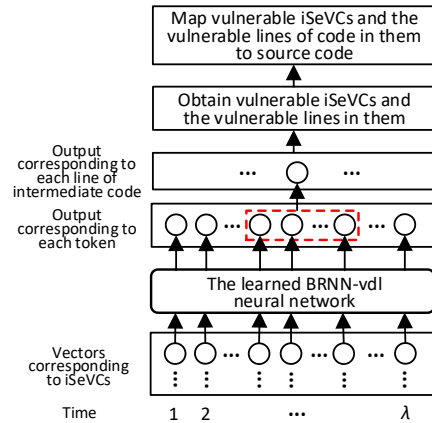 Map vulnerable iSeVCs and the
vulnerable lines of code in them
to source code
Obtain vulnerable iSeVCs and
the vulnerable lines in them
Output
corresponding to
each line of
intermediate code
... ...
Output
corresponding to
each token
... ... ...
The learned BRNN-vdl
neural network
Vectors
corresponding
to iSeVCs
... ... ...
Time 1 2 ... λ